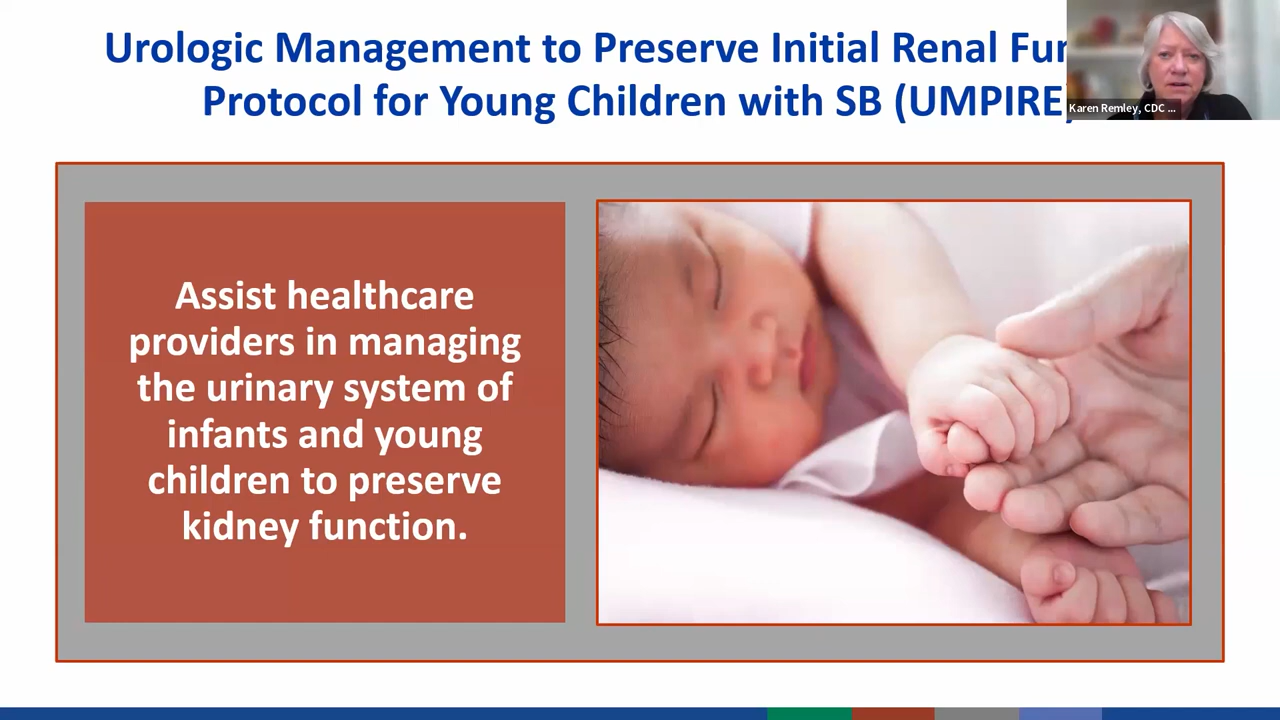 Urologic Management to Preserve Initial Renal
Protocol for Young Children with SB (UMPIRE)
Karen Remley, CDC ...
Assist healthcare
providers in managing
the urinary system of
infants and young
children to preserve
kidney function.